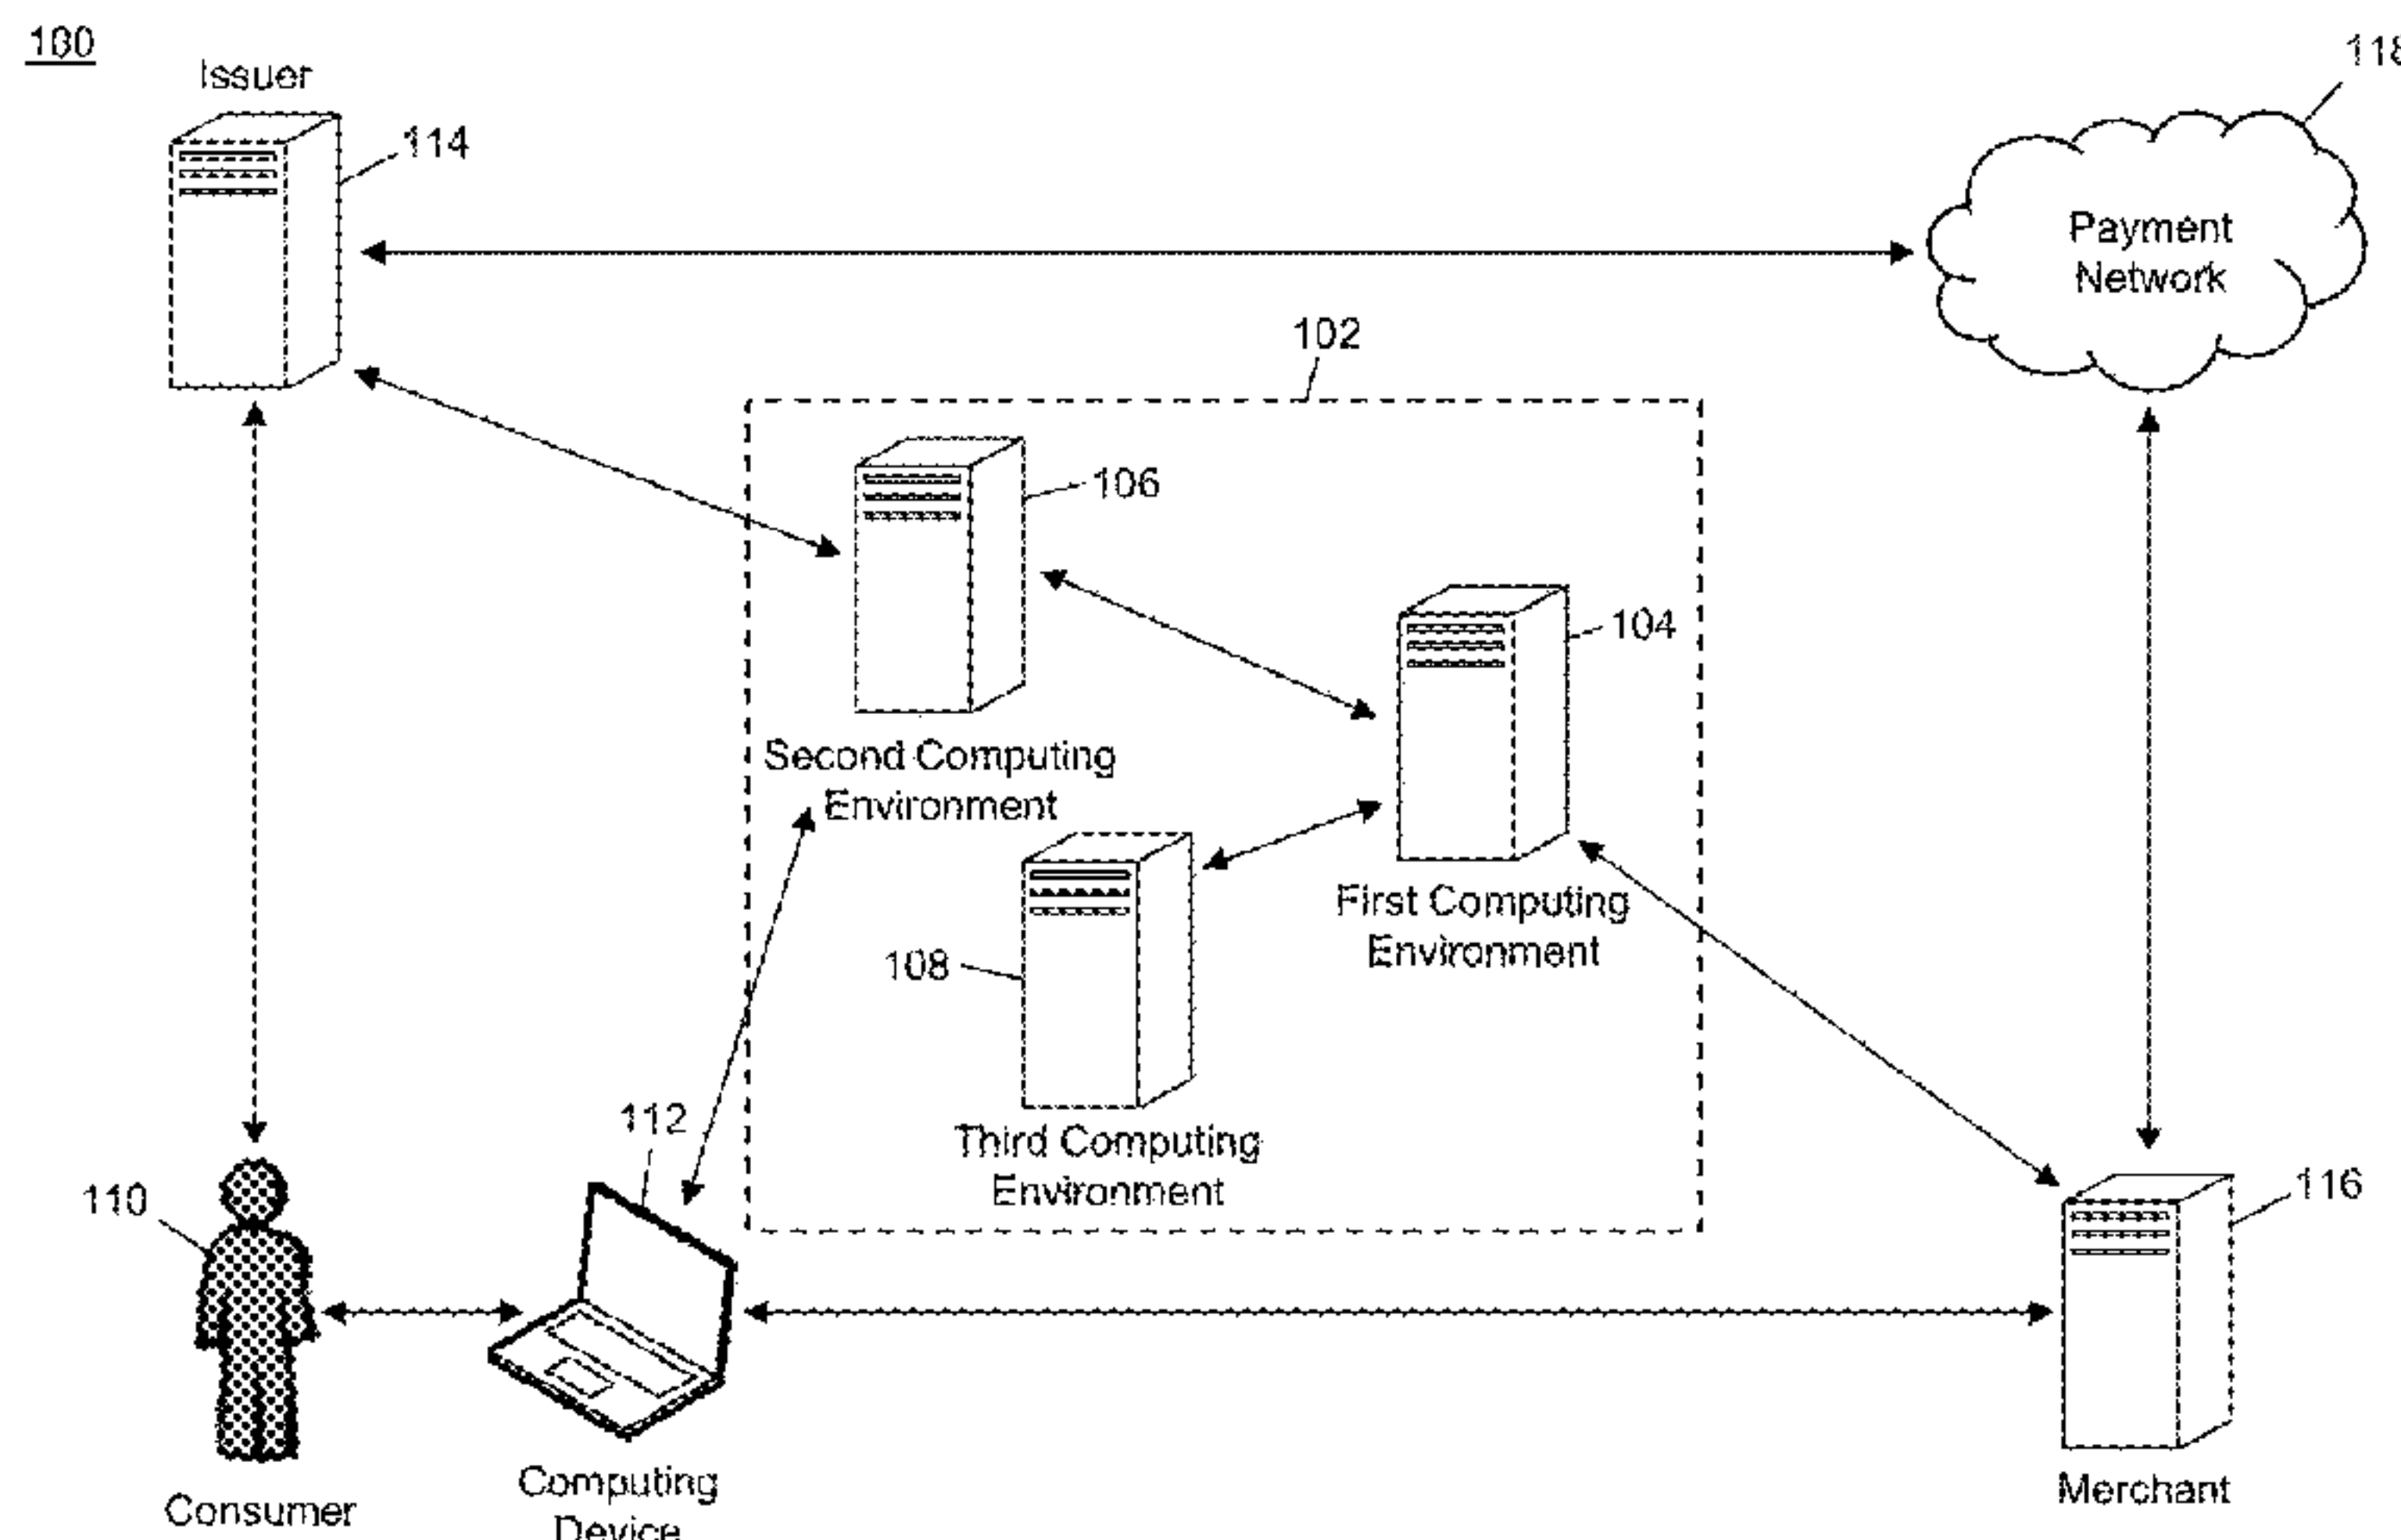 100
Issuer
114
118
Payment
Network
102
106
104
Second Computing
Environment
First Computing
Environment
108
112
Third Computing
Environment
110
116
Computing
Device
Merchant
Consumer